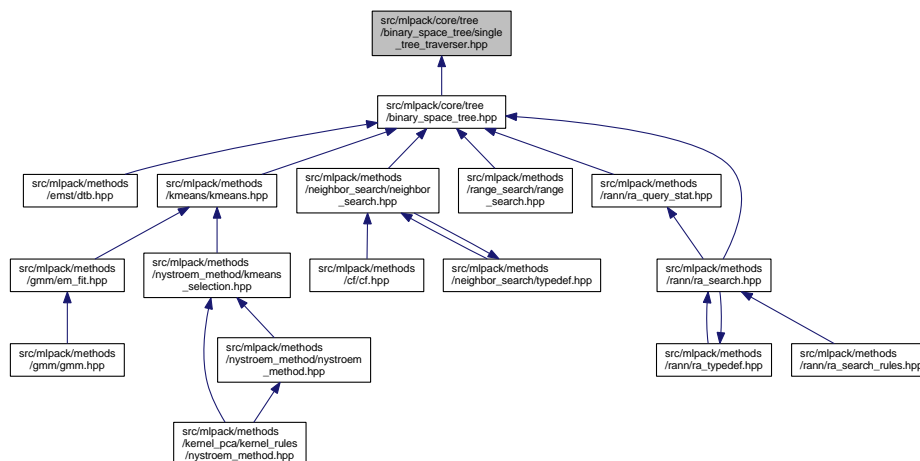 src/mlpack/core/tree
/binary_space_tree/single
_tree_traverser.hpp
src/mlpack/core/tree
/binary_space_tree.hpp
src/mlpack/methods
/emst/dtb.hpp
src/mlpack/methods
/kmeans/kmeans.hpp
src/mlpack/methods
/neighbor_search/neighbor
_search.hpp
src/mlpack/methods
/range_search/range
_search.hpp
src/mlpack/methods
/rann/ra_query_stat.hpp
src/mlpack/methods
/gmm/em_fit.hpp
src/mlpack/methods
/nystroem_method/kmeans
_selection.hpp
src/mlpack/methods
/cf/cf.hpp
src/mlpack/methods
/neighbor_search/typedef.hpp
src/mlpack/methods
/rann/ra_search.hpp
src/mlpack/methods
/gmm/gmm.hpp
src/mlpack/methods
/nystroem_method/nystroem
_method.hpp
src/mlpack/methods
/rann/ra_typedef.hpp
src/mlpack/methods
/rann/ra_search_rules.hpp
src/mlpack/methods
/kernel_pca/kernel_rules
/nystroem_method.hpp